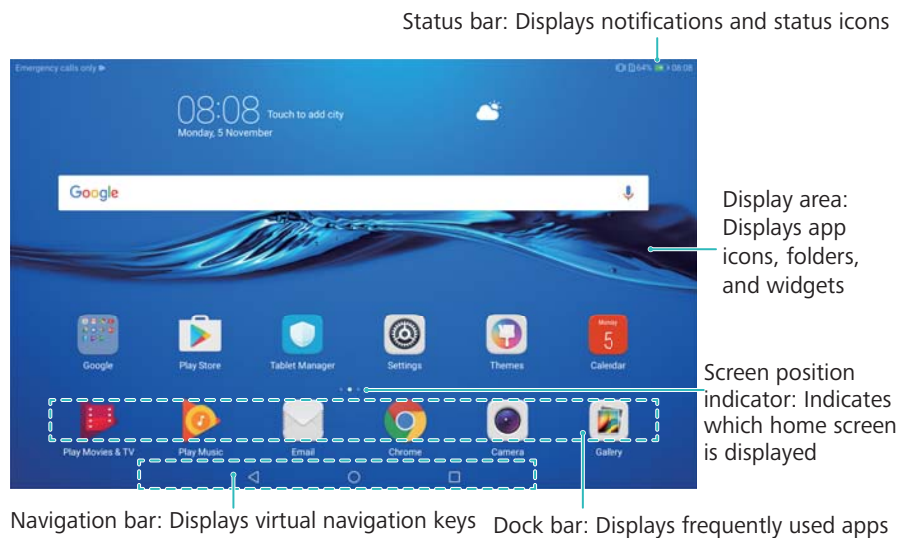 Status bar: Displays notifications and status icons
Emergency calls only
64% 08:08
08:08 Touch to add city
Monday, 5 November
Google
Display area:
Displays app
icons, folders,
and widgets
Monday
5
Google Play Store Tablet Manager Settings Themes Calendar
Screen position
indicator: Indicates
which home screen
is displayed
Play Movies & TV Play Music Email Chrome Camera Gallery
Navigation bar: Displays virtual navigation keys
Dock bar: Displays frequently used apps